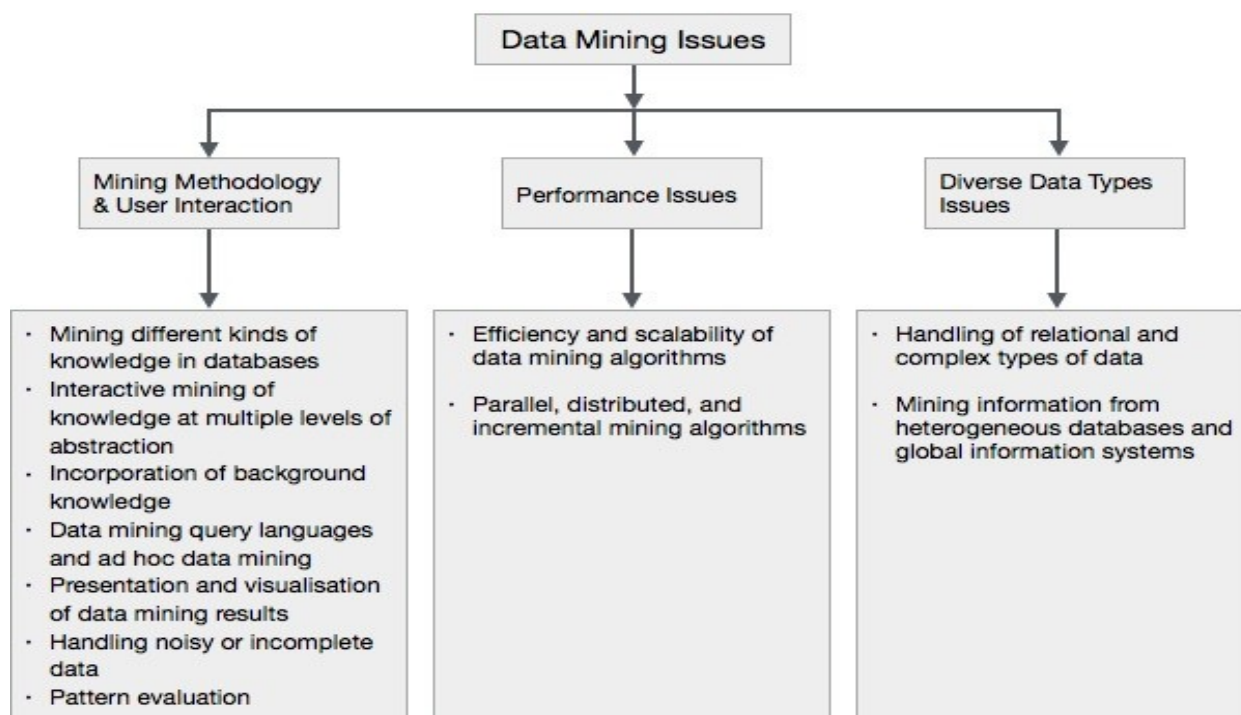 Data Mining Issues
Mining Methodology
& User Interaction
Performance Issues
Diverse Data Types
Issues
· Mining different kinds of
knowledge in databases
· Interactive mining of
knowledge at multiple levels of
abstraction
· Incorporation of background
knowledge
· Data mining query languages
and ad hoc data mining
· Presentation and visualisation
of data mining results
· Handling noisy or incomplete
data
· Pattern evaluation
· Efficiency and scalability of
data mining algorithms
· Parallel, distributed, and
incremental mining algorithms
· Handling of relational and
complex types of data
· Mining information from
heterogeneous databases and
global information systems